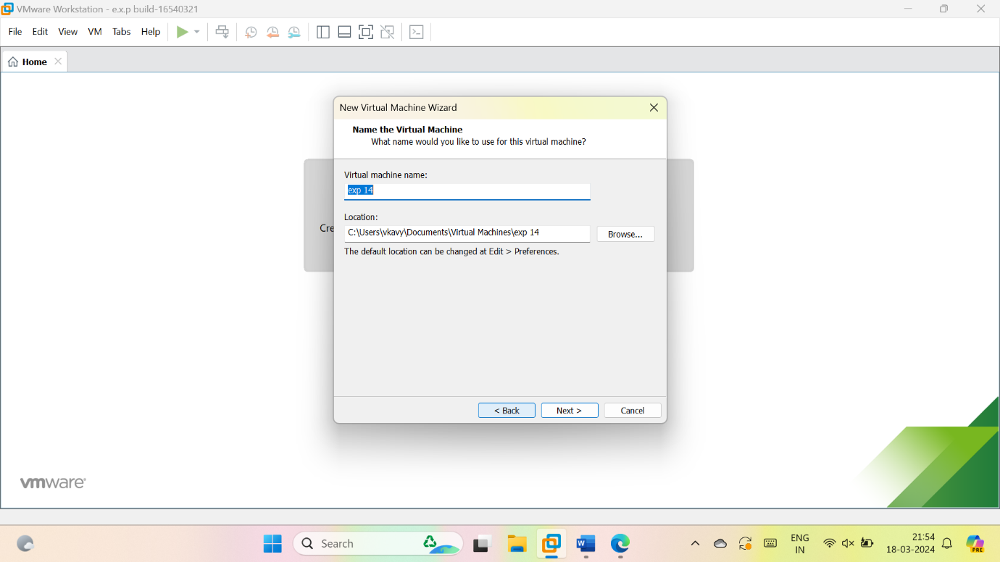 VMware Workstation - e.x.p build-16540321
File Edit View VM Tabs Help
Home
New Virtual Machine Wizard
Name the Virtual Machine
What name would you like to use for this virtual machine?
Virtual machine name:
exp 14
Location:
Cre
C:\Users\vkavy\Documents\Virtual Machines\exp 14
Browse...
The default location can be changed at Edit > Preferences.
< Back Next > Cancel
vmware
Search
ENG
IN
21:54
18-03-2024
PRE